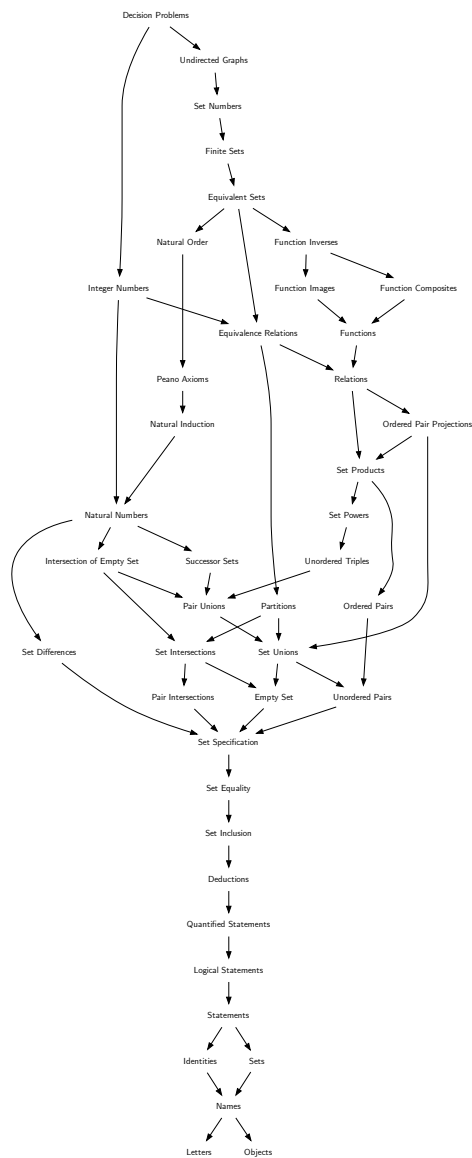 Decision Problems
Undirected Graphs
Set Numbers
Finite Sets
Equivalent Sets
Natural Order
Function Inverses
Integer Numbers
Function Images
Function Composites
Equivalence Relations
Functions
Peano Axioms
Relations
Natural Induction
Ordered Pair Projections
Set Products
Natural Numbers
Set Powers
Intersection of Empty Set
Successor Sets
Unordered Triples
Pair Unions
Partitions
Ordered Pairs
Set Differences
Set Intersections
Set Unions
Pair Intersections
Empty Set
Unordered Pairs
Set Specification
Set Equality
Set Inclusion
Deductions
Quantified Statements
Logical Statements
Statements
Identities
Sets
Names
Letters
Objects